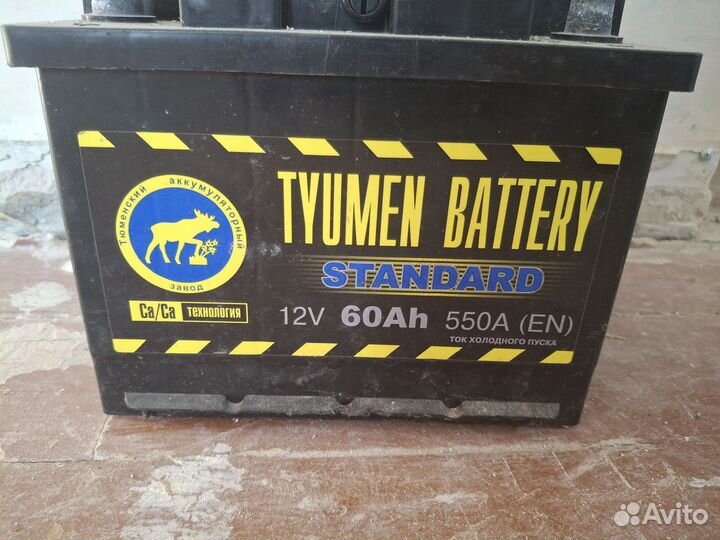 Тюменский аккумуляторный завод
TYUMEN BATTERY
STANDARD
Ca/Ca технология
12V 60Ah 550A (EN)
ТОК ХОЛОДНОГО ПУСКА
Avito